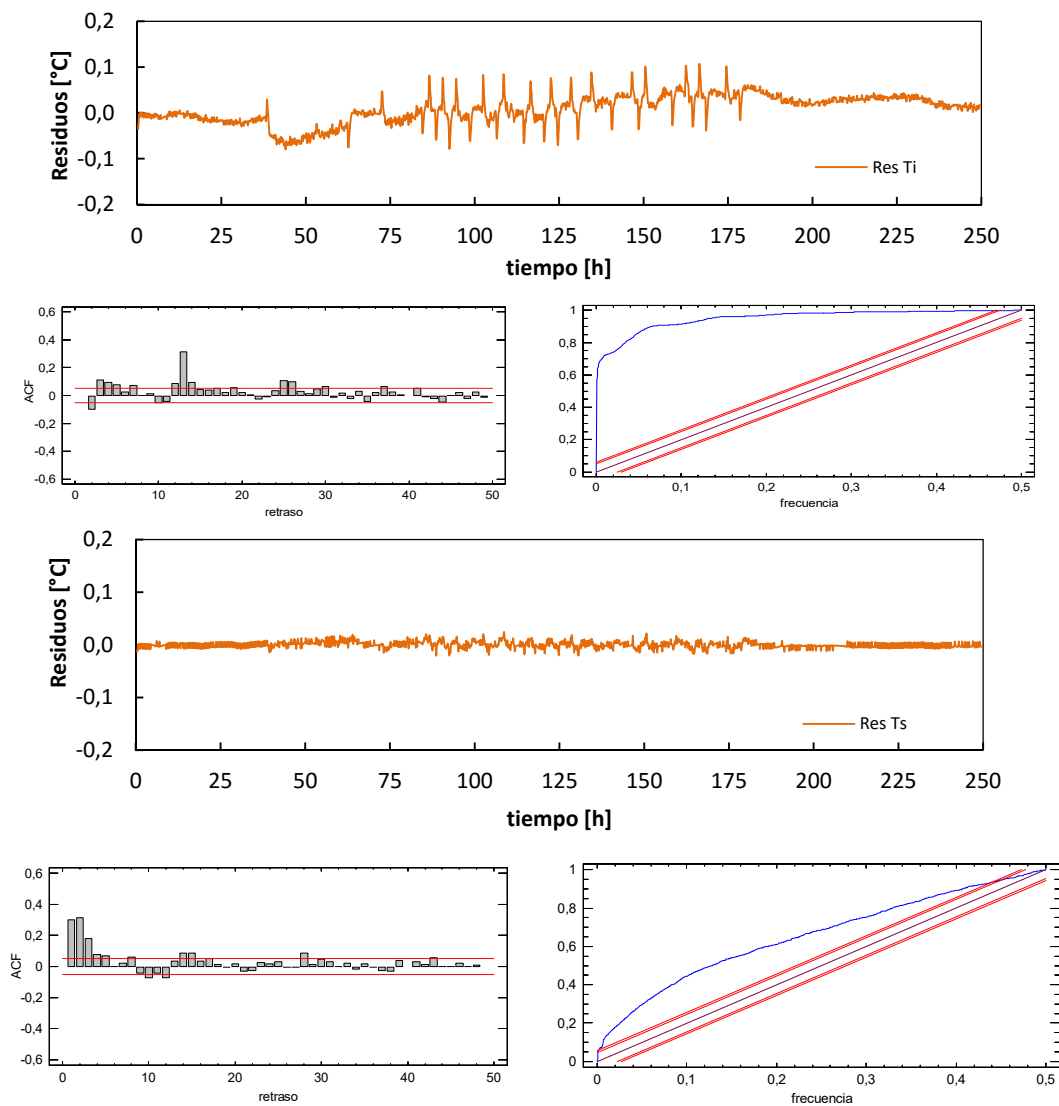 0,2
0,1
0,0
-0,1
-0,2
Residuos [°C]
Res Ti
0 25 50 75 100 125 150 175 200 225 250
tiempo [h]
0,6
0,4
0,2
0
-0,2
-0,4
-0,6
ACF
0 10 20 30 40 50
retraso
1
0,8
0,6
0,4
0,2
0
0 0,1 0,2 0,3 0,4 0,5
frecuencia
0,2
0,1
0,0
-0,1
-0,2
Residuos [°C]
Res Ts
0 25 50 75 100 125 150 175 200 225 250
tiempo [h]
0,6
0,4
0,2
0
-0,2
-0,4
-0,6
ACF
0 10 20 30 40 50
retraso
1
0,8
0,6
0,4
0,2
0
0 0,1 0,2 0,3 0,4 0,5
frecuencia